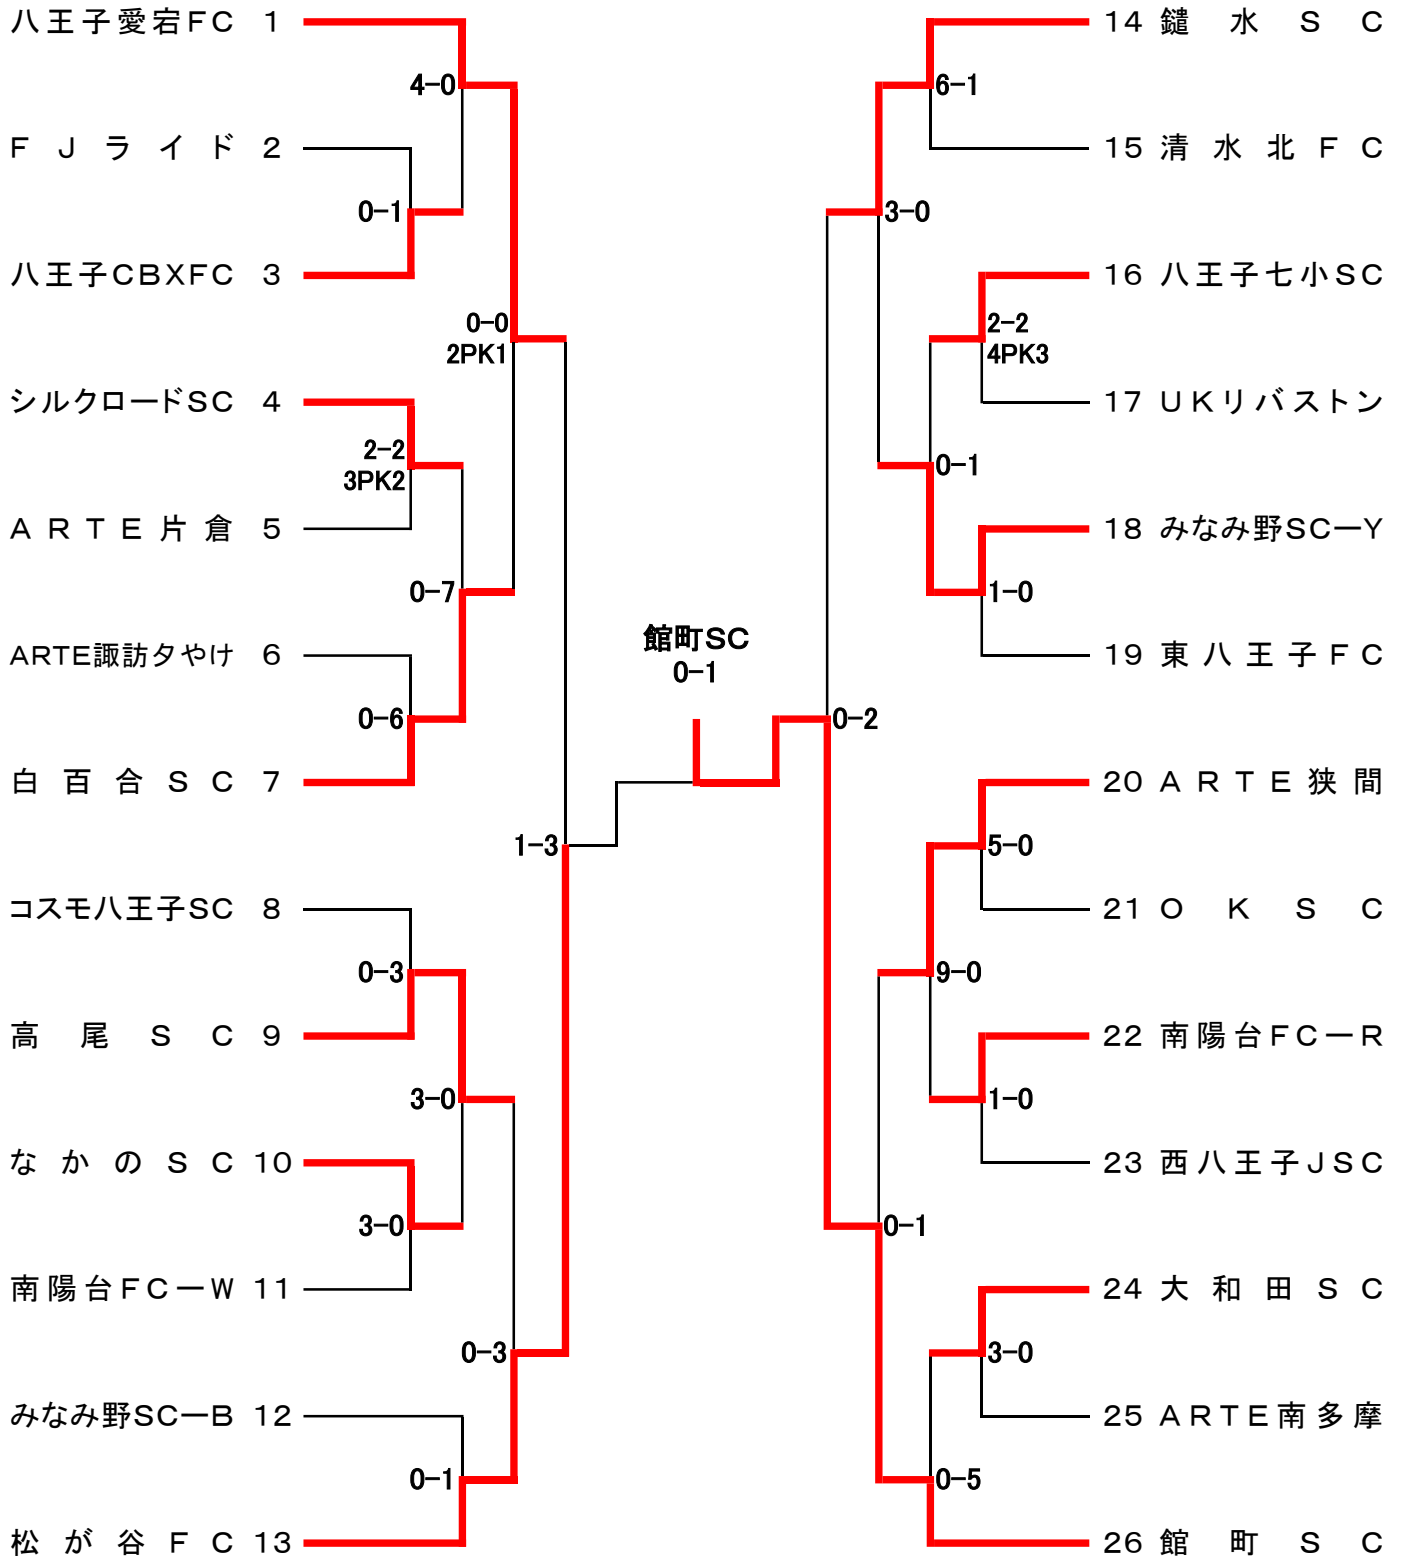 八王子愛宕FC 1
4-0
FJライド 2
0-1
八王子CBXFC 3
0-0
2PK1
シルクロードSC 4
2-2
3PK2
ARTE片倉 5
0-7
ARTE諏訪夕やけ 6
0-6
白百合SC 7
1-3
コスモ八王子SC 8
0-3
高尾SC 9
3-0
なかのSC 10
3-0
南陽台FCーW 11
0-3
みなみ野SCーB 12
0-1
松が谷FC 13
館町SC
0-1
14 鑓水SC
6-1
15 清水北FC
3-0
16 八王子七小SC
2-2
4PK3
17 UKリバストン
0-1
18 みなみ野SCーY
1-0
19 東八王子FC
0-2
20 ARTE狭間
5-0
21 OKSC
9-0
22 南陽台FCーR
1-0
23 西八王子JSC
0-1
24 大和田SC
3-0
25 ARTE南多摩
0-5
26 館町SC